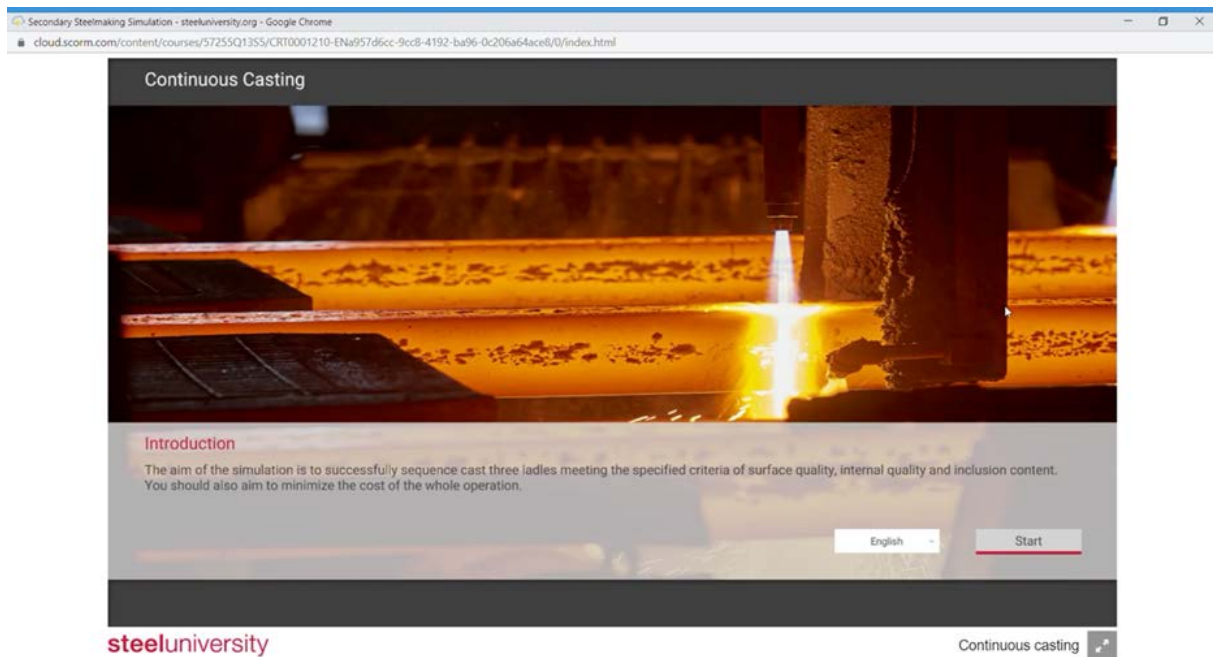 Secondary Steelmaking Simulation - steeluniversity.org - Google Chrome
cloud.scorm.com/content/courses/57255Q13S5/CRT0001210-ENa957d6cc-9cc8-4192-ba96-0c206a64ace8/0/index.html
Continuous Casting
Introduction
The aim of the simulation is to successfully sequence cast three ladles meeting the specified criteria of surface quality, internal quality and inclusion content.
You should also aim to minimize the cost of the whole operation.
English
Start
steeluniversity
Continuous casting